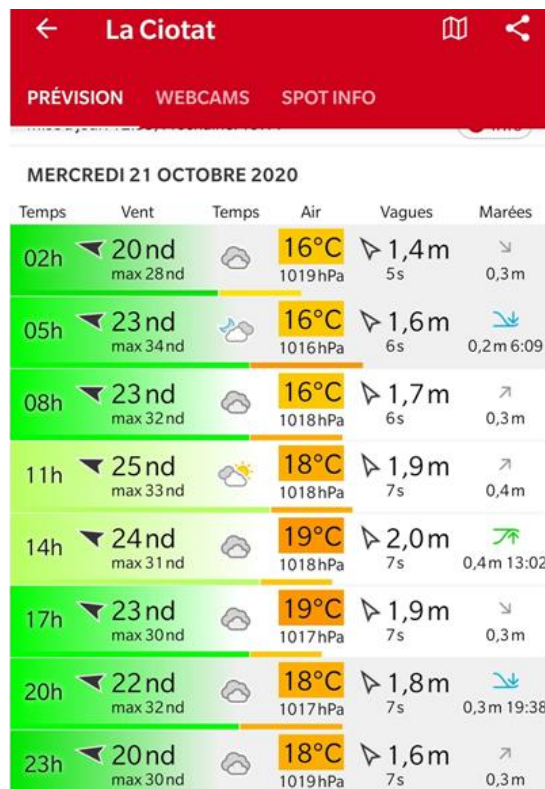 La Ciotat
PRÉVISION WEBCAMS SPOT INFO
MERCREDI 21 OCTOBRE 2020
Temps Vent Temps Air Vagues Marées
02h 20nd 16°C 1,4m
max 28nd 1019hPa 5s 0,3m
05h 23nd 16°C 1,6m
max 34nd 1016hPa 6s 0,2m 6:09
08h 23nd 16°C 1,7m
max 32nd 1018hPa 6s 0,3m
11h 25nd 18°C 1,9m
max 33nd 1018hPa 7s 0,4m
14h 24nd 19°C 2,0m
max 31nd 1018hPa 7s 0,4m 13:02
17h 23nd 19°C 1,9m
max 30nd 1017hPa 7s 0,3m
20h 22nd 18°C 1,8m
max 32nd 1017hPa 7s 0,3m 19:38
23h 20nd 18°C 1,6m
max 30nd 1019hPa 7s 0,3m